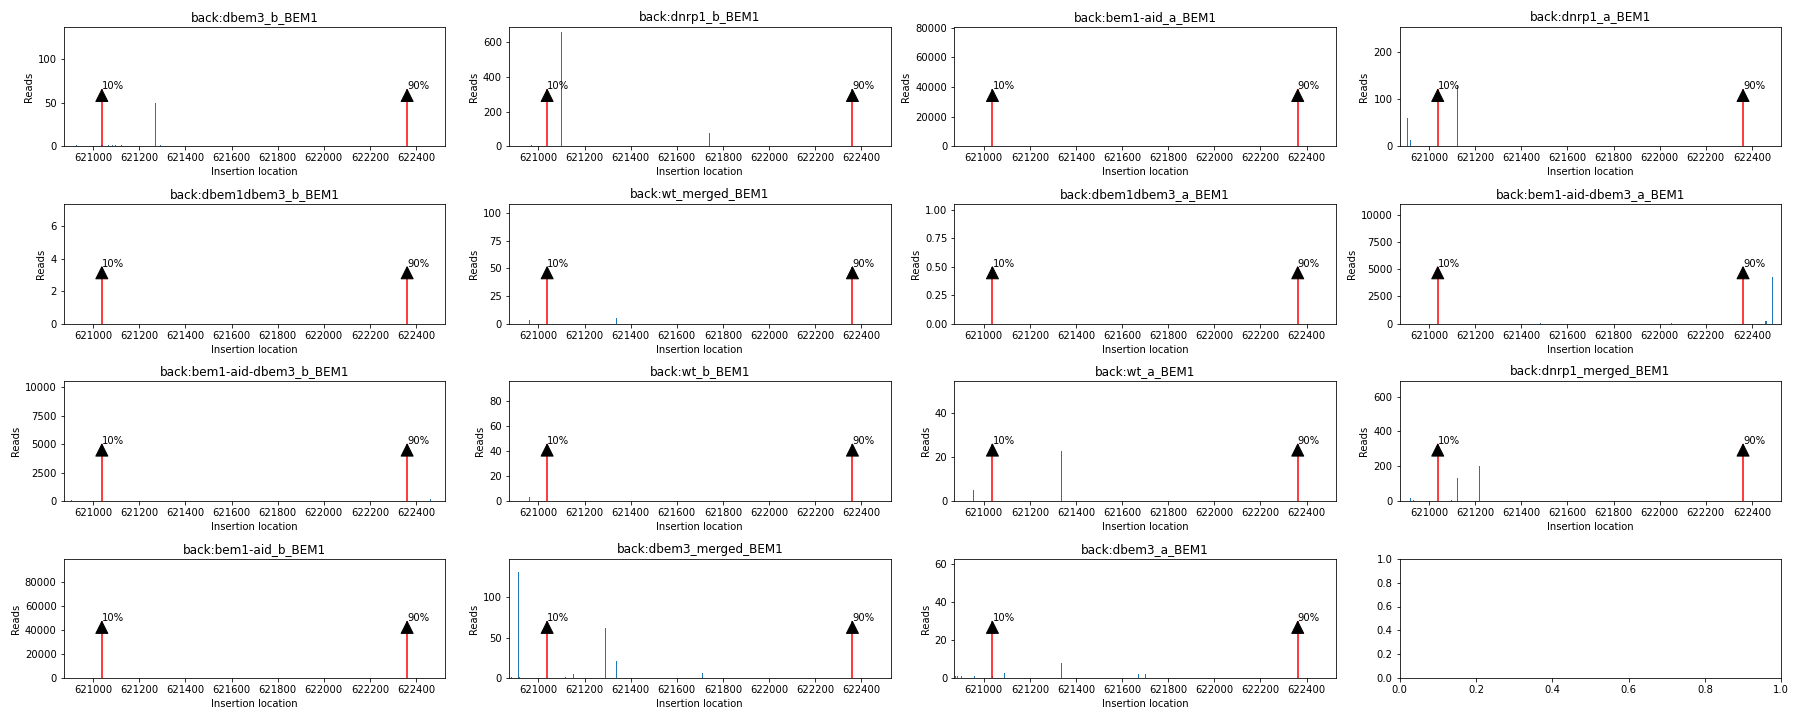 back:dbem3_b_BEM1
Reads
100
50
0
10%
90%
621000 621200 621400 621600 621800 622000 622200 622400
Insertion location
back:dnrp1_b_BEM1
Reads
600
400
200
0
10%
90%
621000 621200 621400 621600 621800 622000 622200 622400
Insertion location
back:bem1-aid_a_BEM1
Reads
80000
60000
40000
20000
0
10%
90%
621000 621200 621400 621600 621800 622000 622200 622400
Insertion location
back:dnrp1_a_BEM1
Reads
200
100
0
10%
90%
621000 621200 621400 621600 621800 622000 622200 622400
Insertion location
back:dbem1dbem3_b_BEM1
Reads
6
4
2
0
10%
90%
621000 621200 621400 621600 621800 622000 622200 622400
Insertion location
back:wt_merged_BEM1
Reads
100
75
50
25
0
10%
90%
621000 621200 621400 621600 621800 622000 622200 622400
Insertion location
back:dbem1dbem3_a_BEM1
Reads
1.00
0.75
0.50
0.25
0.00
10%
90%
621000 621200 621400 621600 621800 622000 622200 622400
Insertion location
back:bem1-aid-dbem3_a_BEM1
Reads
10000
7500
5000
2500
0
10%
90%
621000 621200 621400 621600 621800 622000 622200 622400
Insertion location
back:bem1-aid-dbem3_b_BEM1
Reads
10000
7500
5000
2500
0
10%
90%
621000 621200 621400 621600 621800 622000 622200 622400
Insertion location
back:wt_b_BEM1
Reads
80
60
40
20
0
10%
90%
621000 621200 621400 621600 621800 622000 622200 622400
Insertion location
back:wt_a_BEM1
Reads
40
20
0
10%
90%
621000 621200 621400 621600 621800 622000 622200 622400
Insertion location
back:dnrp1_merged_BEM1
Reads
600
400
200
0
10%
90%
621000 621200 621400 621600 621800 622000 622200 622400
Insertion location
back:bem1-aid_b_BEM1
Reads
80000
60000
40000
20000
0
10%
90%
621000 621200 621400 621600 621800 622000 622200 622400
Insertion location
back:dbem3_merged_BEM1
Reads
100
50
0
10%
90%
621000 621200 621400 621600 621800 622000 622200 622400
Insertion location
back:dbem3_a_BEM1
Reads
60
40
20
0
10%
90%
621000 621200 621400 621600 621800 622000 622200 622400
Insertion location
1.0
0.8
0.6
0.4
0.2
0.0
0.0 0.2 0.4 0.6 0.8 1.0